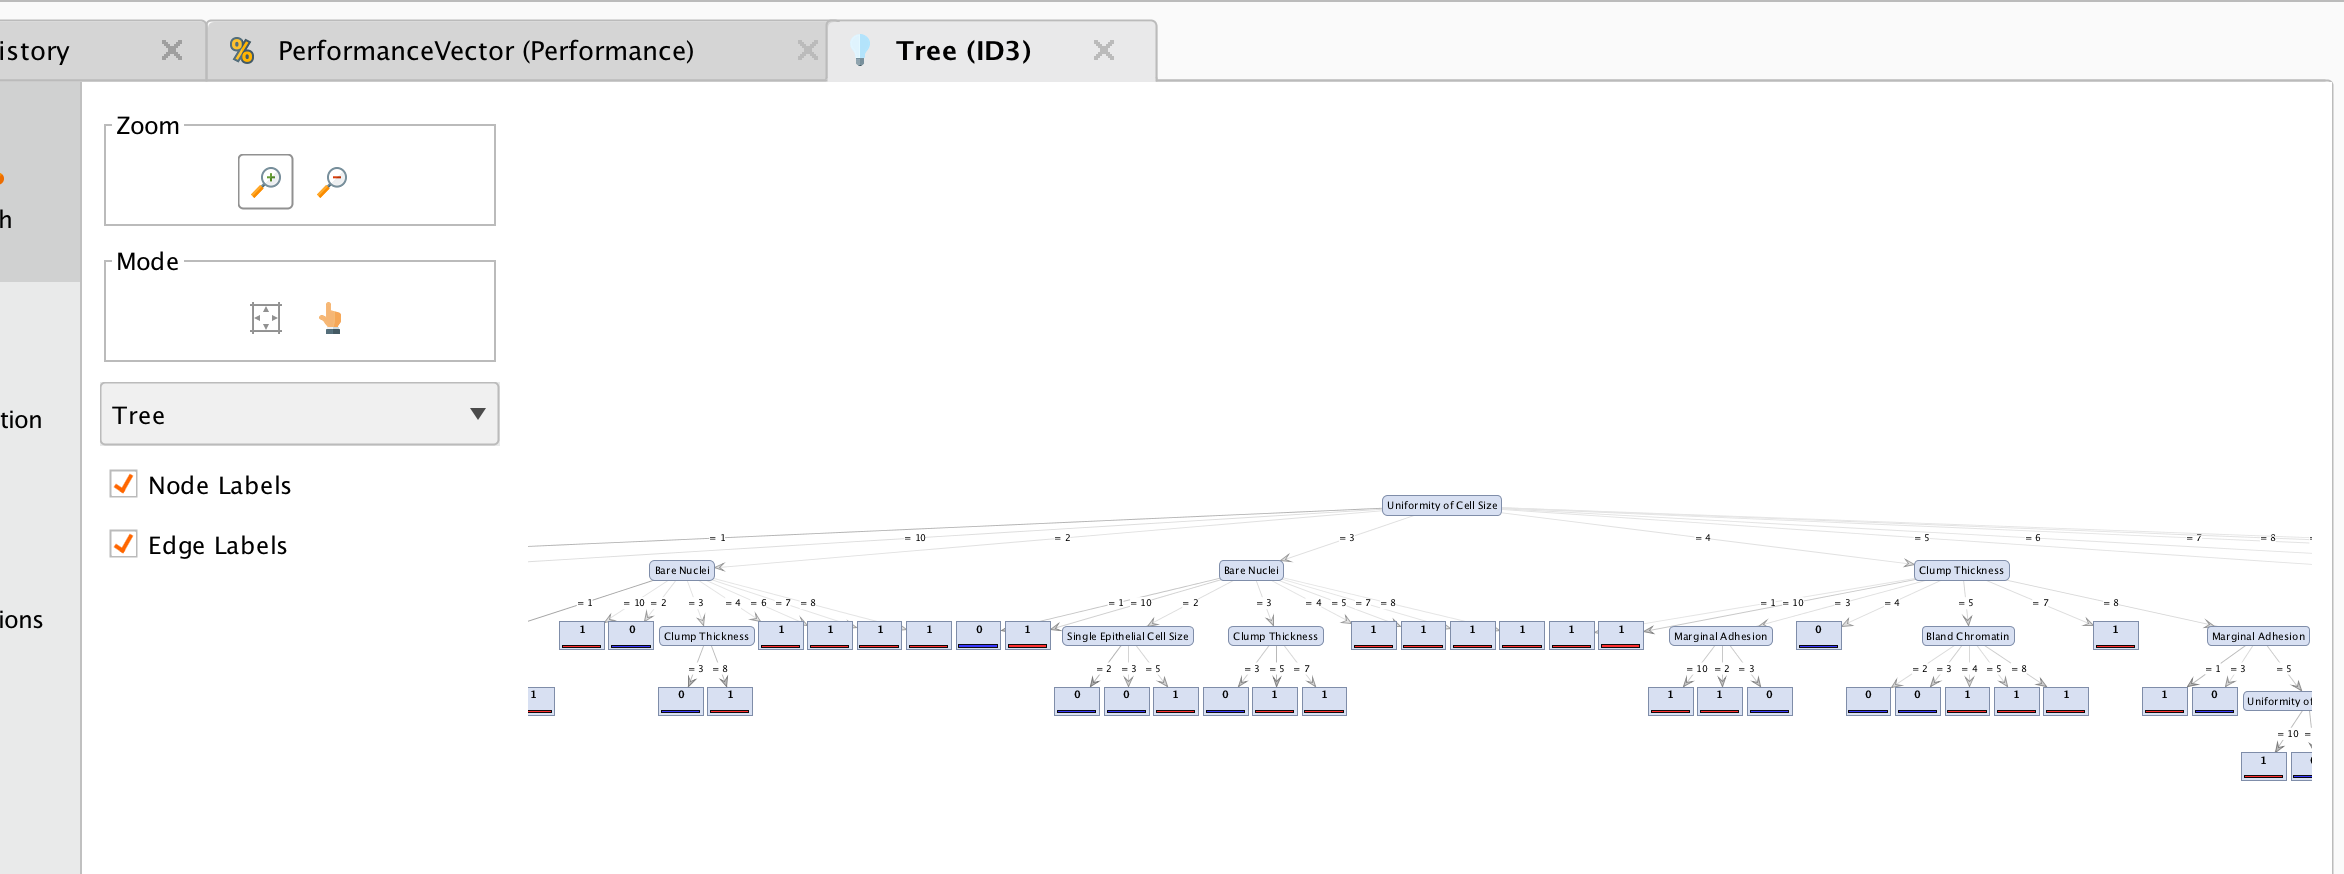 istory
PerformanceVector (Performance)
Tree (ID3)
Zoom
h
Mode
Tree
tion
Node Labels
Edge Labels
ions
Uniformity of Cell Size
= 1 = 10 = 2 = 3 = 4 = 5 = 6 = 7 = 8
Bare Nuclei Bare Nuclei Clump Thickness
= 1 = 10 = 2 = 3 = 4 = 6 = 7 = 8 = 1 = 10 = 2 = 3 = 4 = 5 = 7 = 8 = 1 = 10 = 3 = 4 = 5 = 7 = 8
1 0 Clump Thickness 1 1 1 1 0 1 Single Epithelial Cell Size Clump Thickness 1 1 1 1 1 1 Marginal Adhesion 0 Bland Chromatin 1 Marginal Adhesion
= 3 = 8 = 2 = 3 = 5 = 3 = 5 = 7 = 10 = 2 = 3 = 2 = 3 = 4 = 5 = 8 = 1 = 3 = 5
1 0 1 0 0 1 0 1 1 1 1 0 0 0 1 1 1 1 0 Uniformity of
= 10 =
1